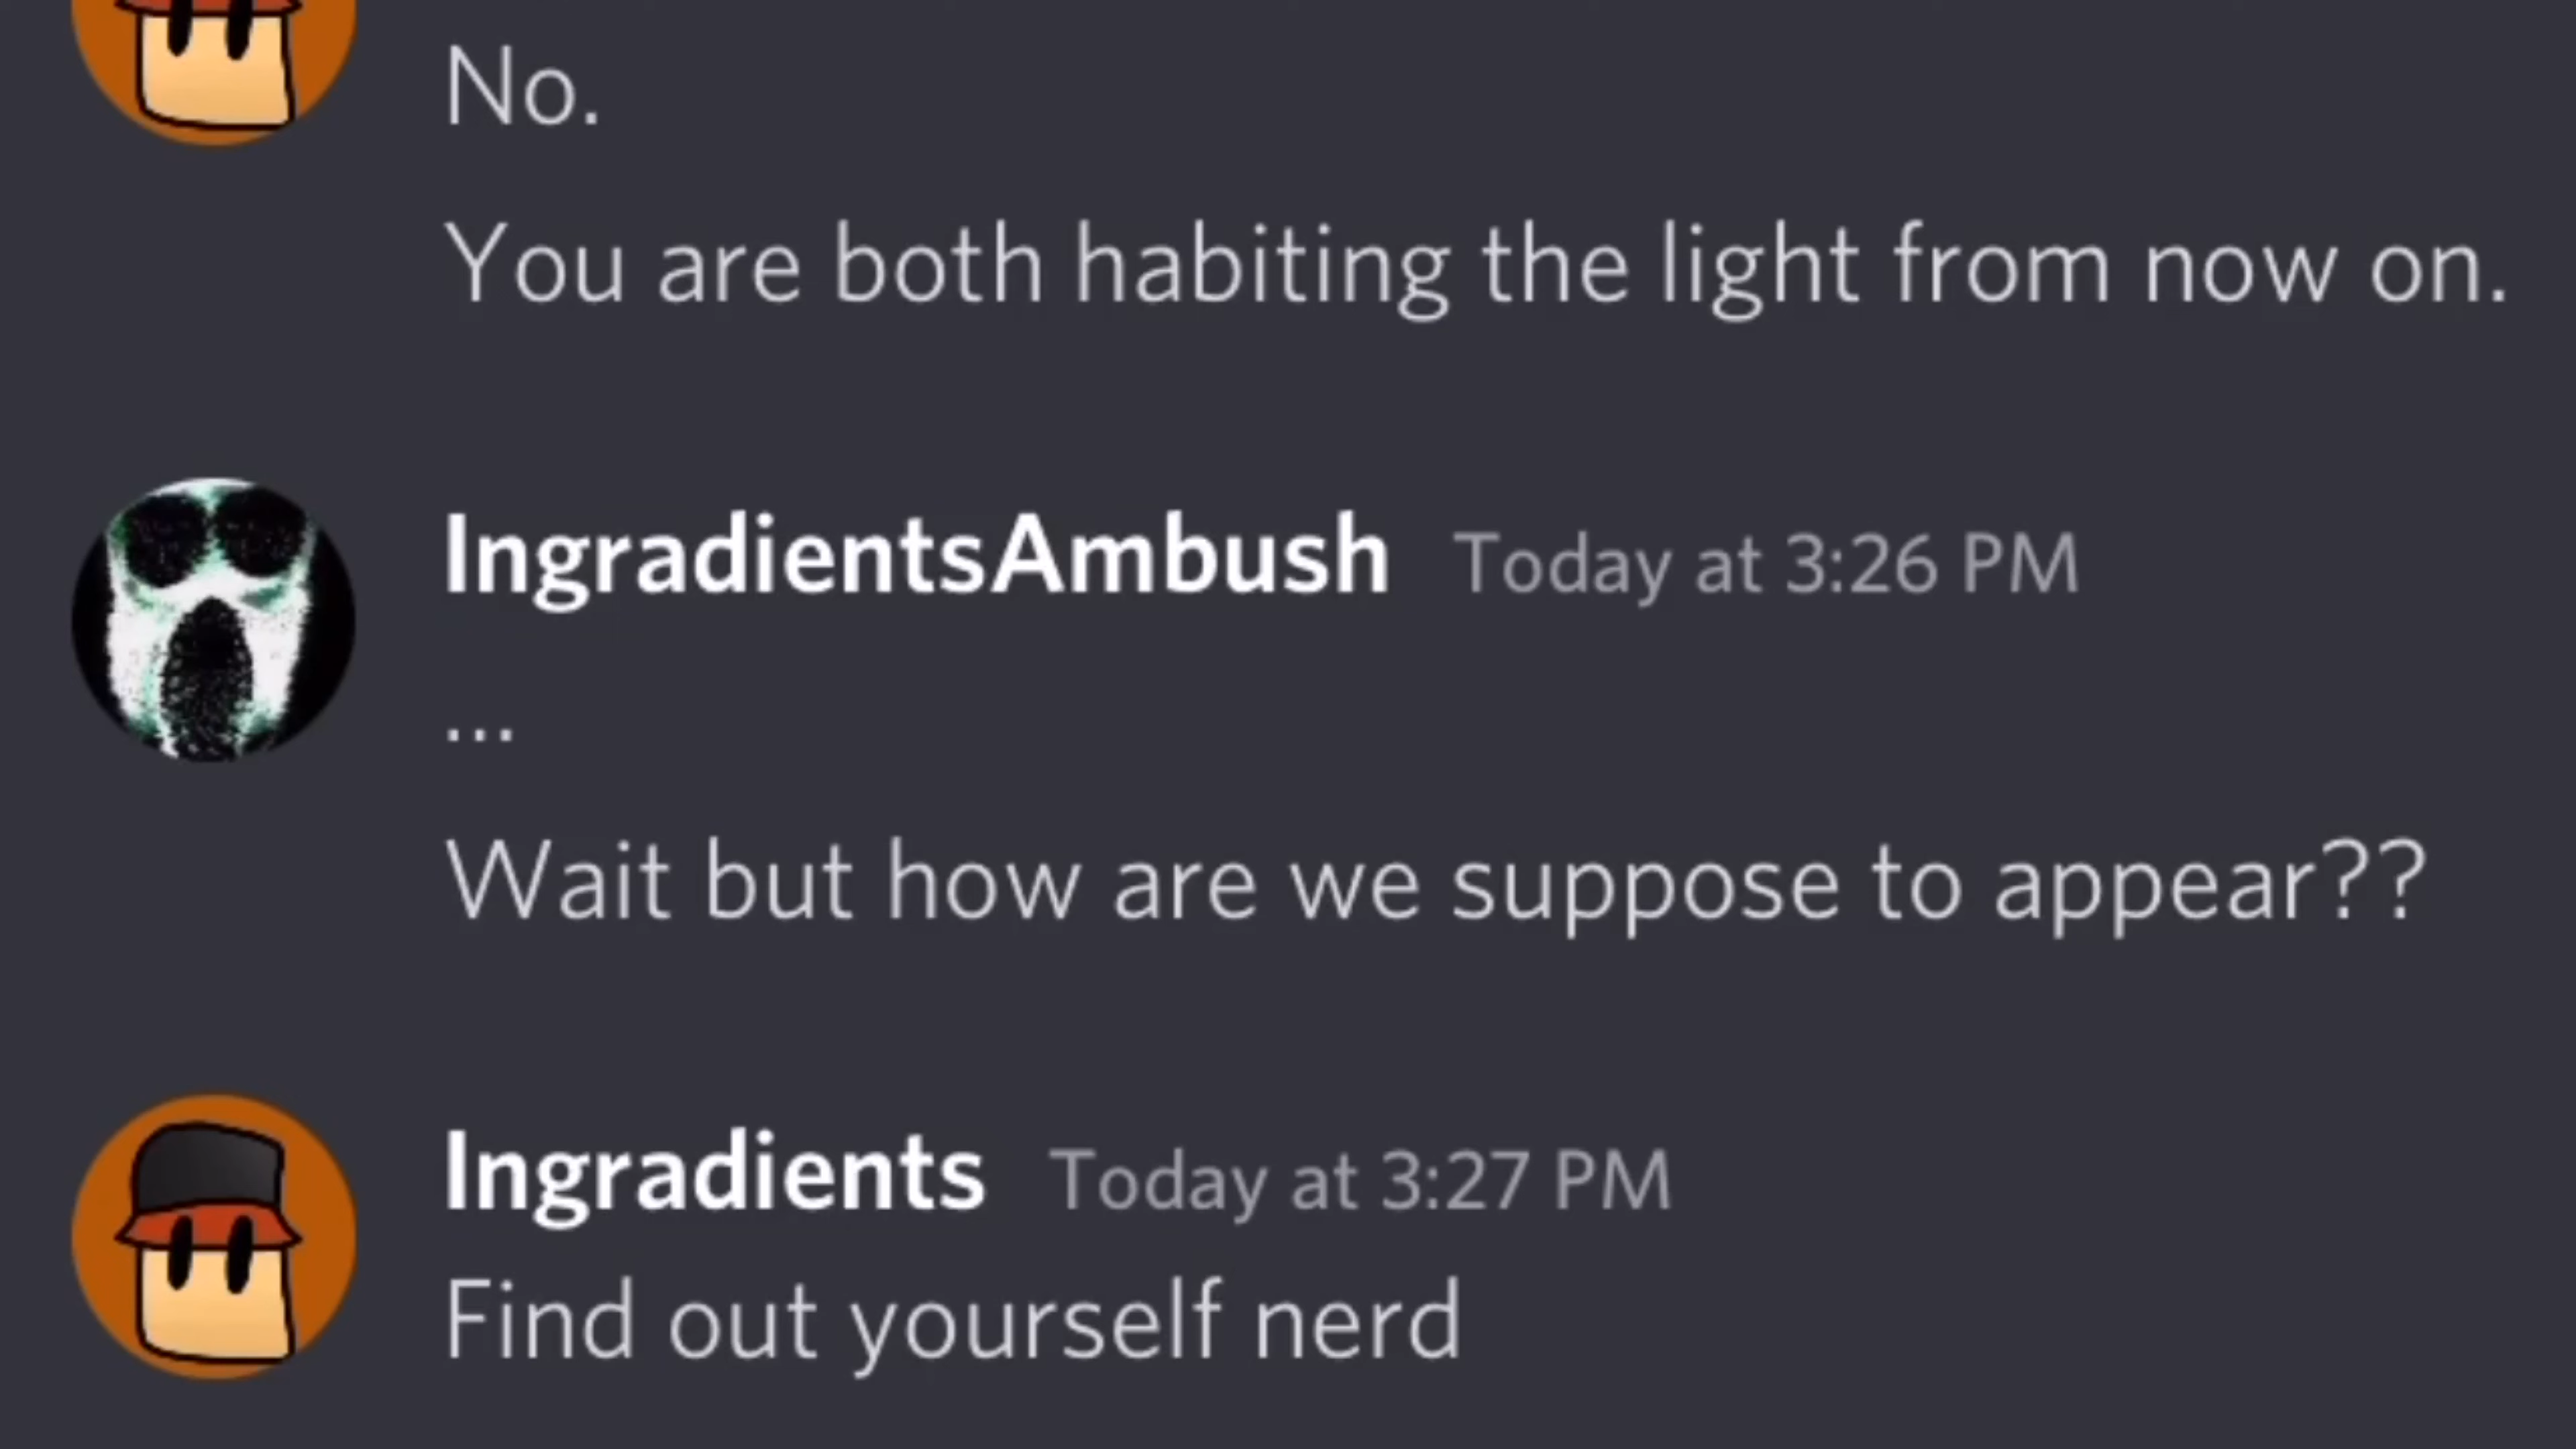 No.
You are both habiting the light from now on.
IngradientsAmbush Today at 3:26 PM
...
Wait but how are we suppose to appear??
Ingradients Today at 3:27 PM
Find out yourself nerd